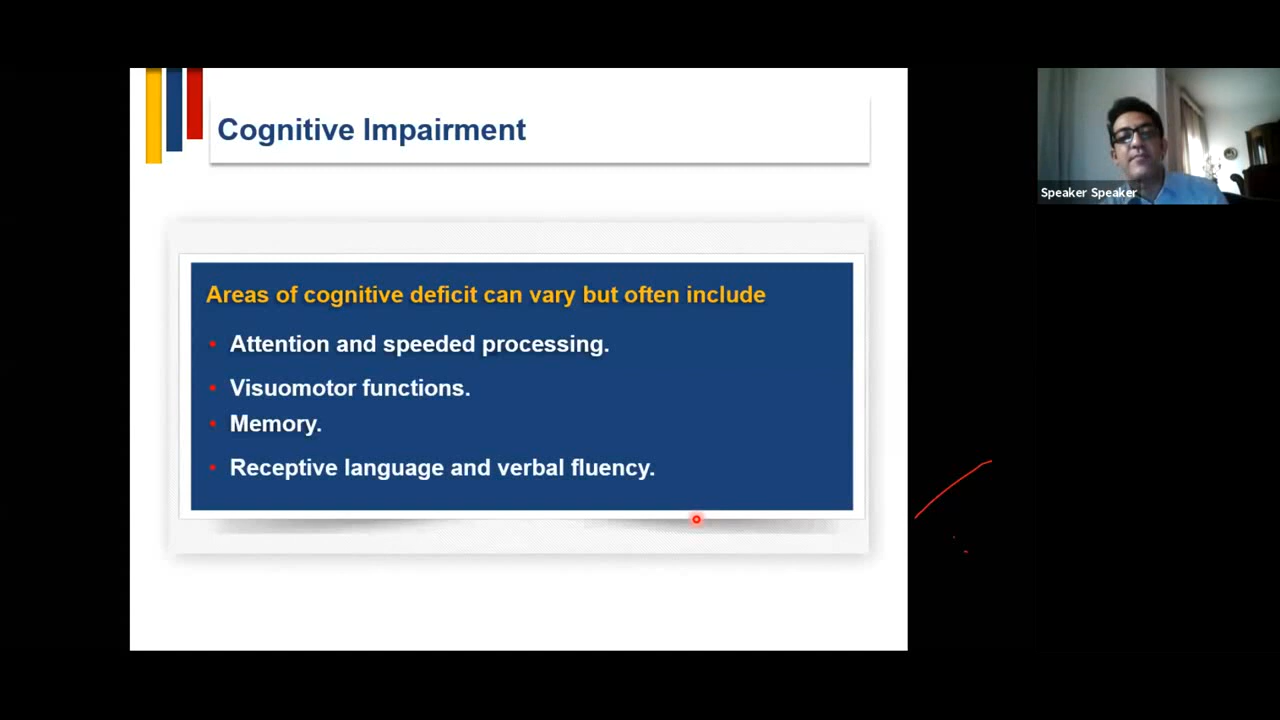 Cognitive Impairment
Speaker Speaker
Areas of cognitive deficit can vary but often include
• Attention and speeded processing.
• Visuomotor functions.
• Memory.
• Receptive language and verbal fluency.